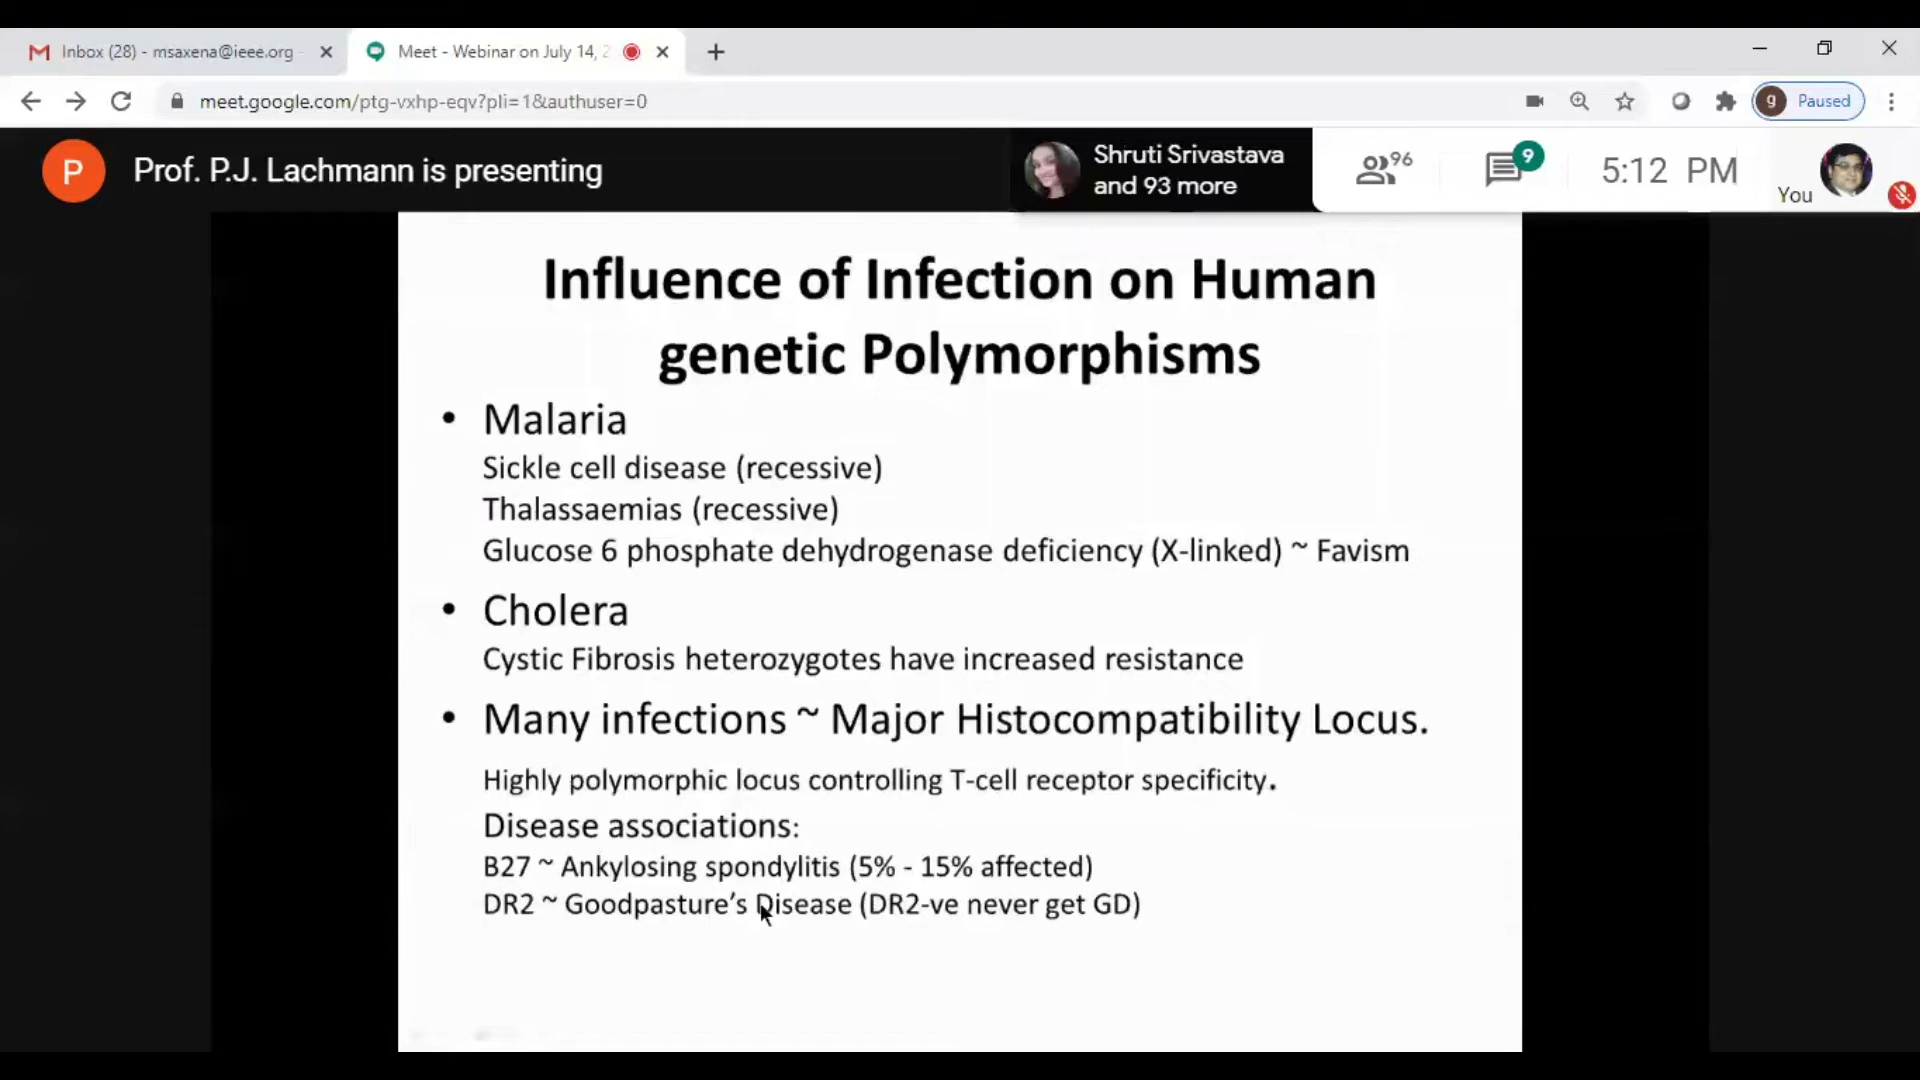 Inbox (28) - msaxena@ieee.org
Meet - Webinar on July 14, 2
meet.google.com/ptg-vxhp-eqv?pli=1&authuser=0
g Paused
P Prof. P.J. Lachmann is presenting
Shruti Srivastava
and 93 more
96
9
5:12 PM
You
Influence of Infection on Human
genetic Polymorphisms
• Malaria
Sickle cell disease (recessive)
Thalassaemias (recessive)
Glucose 6 phosphate dehydrogenase deficiency (X-linked) ~ Favism
• Cholera
Cystic Fibrosis heterozygotes have increased resistance
• Many infections ~ Major Histocompatibility Locus.
Highly polymorphic locus controlling T-cell receptor specificity.
Disease associations:
B27 ~ Ankylosing spondylitis (5% - 15% affected)
DR2 ~ Goodpasture’s Disease (DR2-ve never get GD)